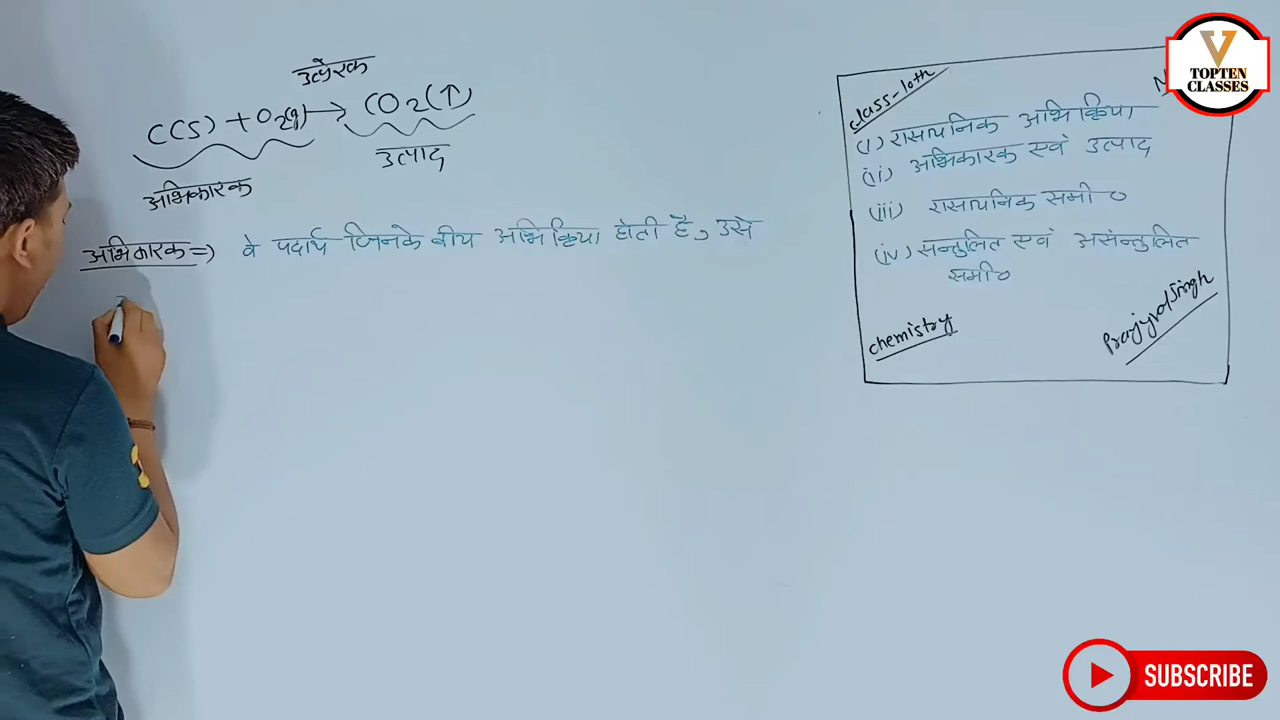 उत्प्रेरक
C(S) + O2(g) → CO2(↑)
अभिकारक
उत्पाद
अभिकारक => वे पदार्थ जिनके बीच अभिक्रिया होती है, उसे
class-10th
(i) रासायनिक अभिक्रिया
(ii) अभिकारक एवं उत्पाद
(iii) रासायनिक समी०
(iv) सन्तुलित एवं असंन्तुलित
समी०
chemistry
V
TOPTEN
CLASSES
SUBSCRIBE